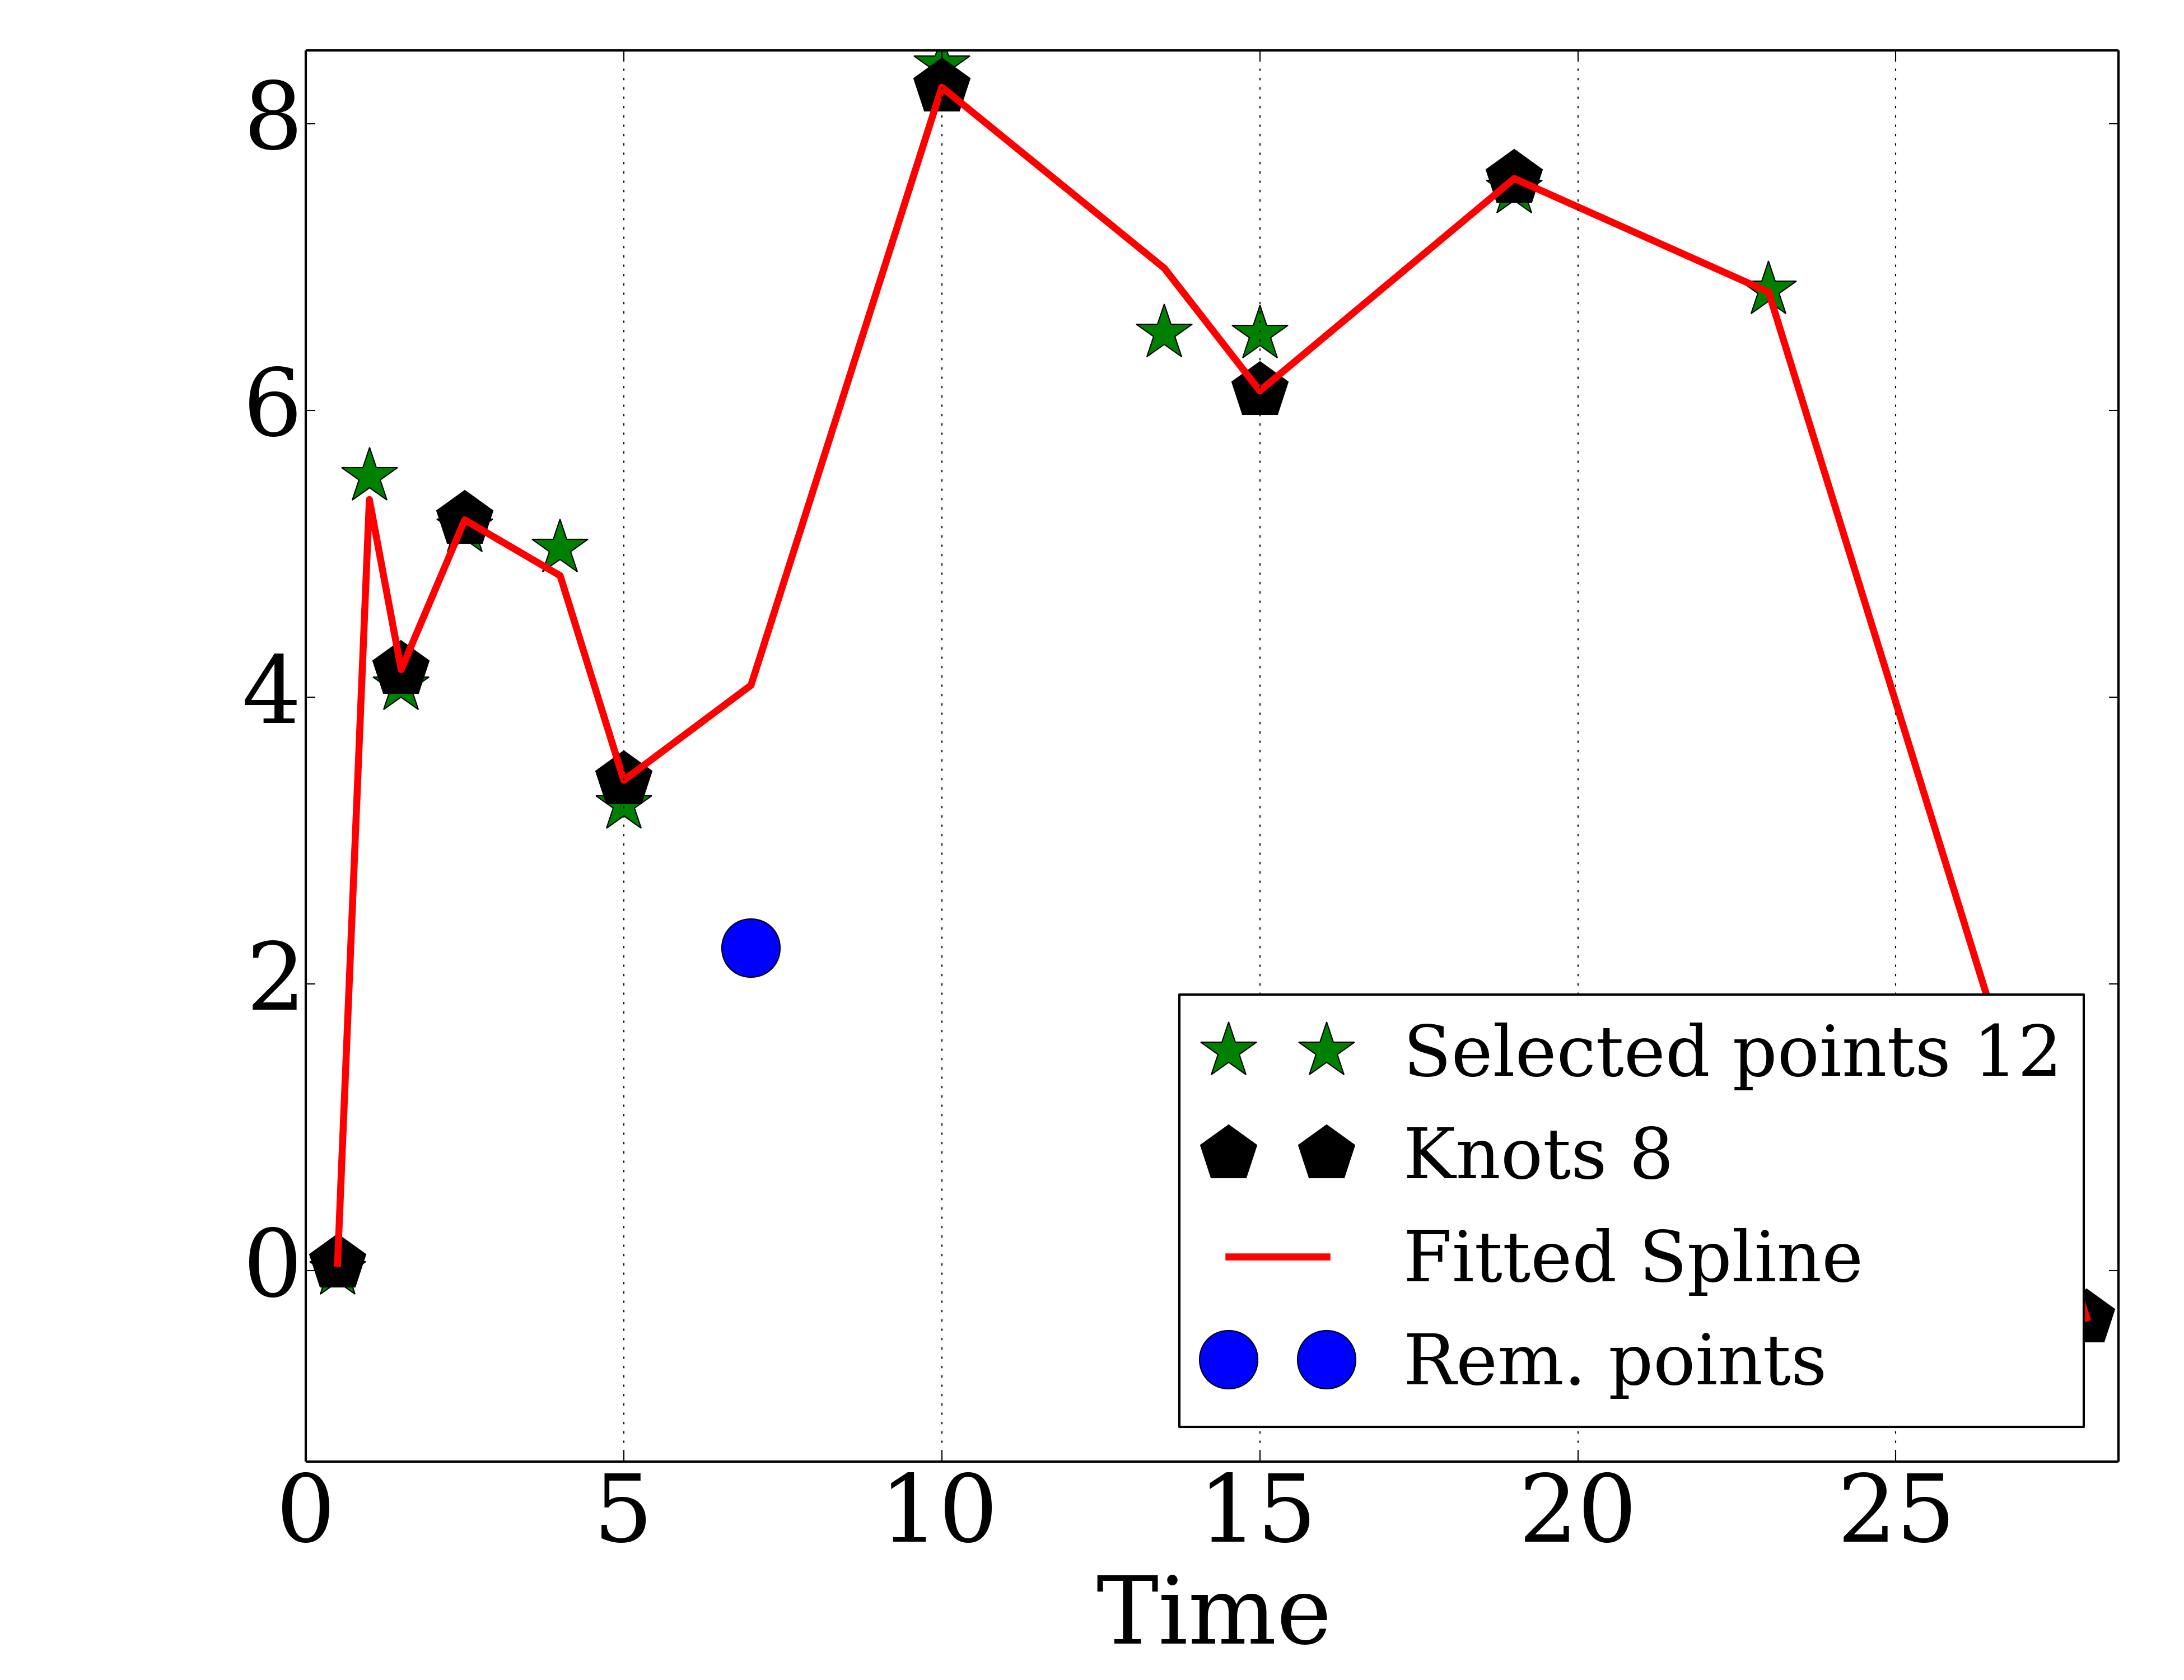 8
6
4
2
0
Selected points 12
Knots 8
Fitted Spline
Rem. points
0 5 10 15 20 25
Time